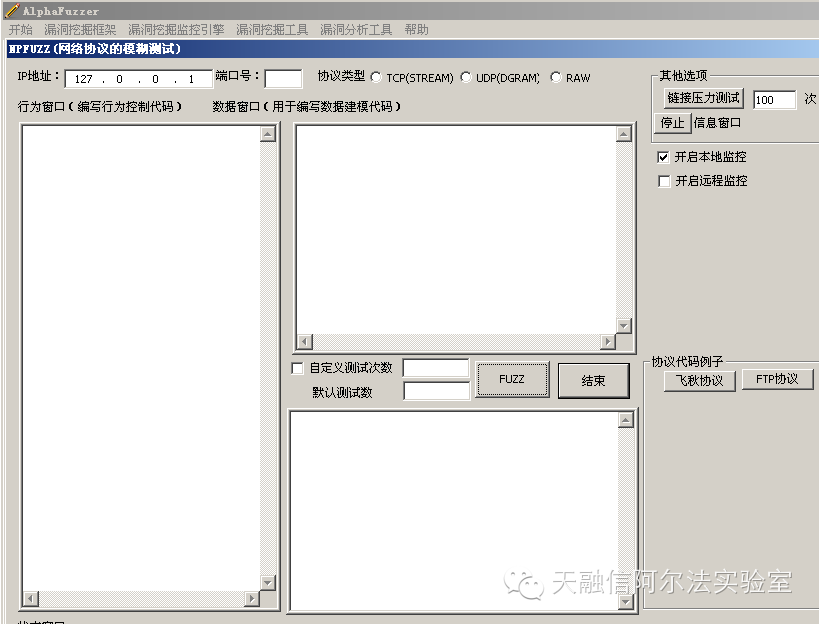 AlphaFuzzer
开始 漏洞挖掘框架 漏洞挖掘监控引擎 漏洞挖掘工具 漏洞分析工具 帮助
NPFUZZ(网络协议的模糊测试)
IP地址： 127 . 0 . 0 . 1 端口号： 协议类型 TCP(STREAM) UDP(DGRAM) RAW
行为窗口（编写行为控制代码） 数据窗口（用于编写数据建模代码）
其他选项
链接压力测试 100 次
停止 信息窗口
开启本地监控
开启远程监控
自定义测试次数
默认测试数
FUZZ 结束
协议代码例子
飞秋协议 FTP协议
天融信阿尔法实验室